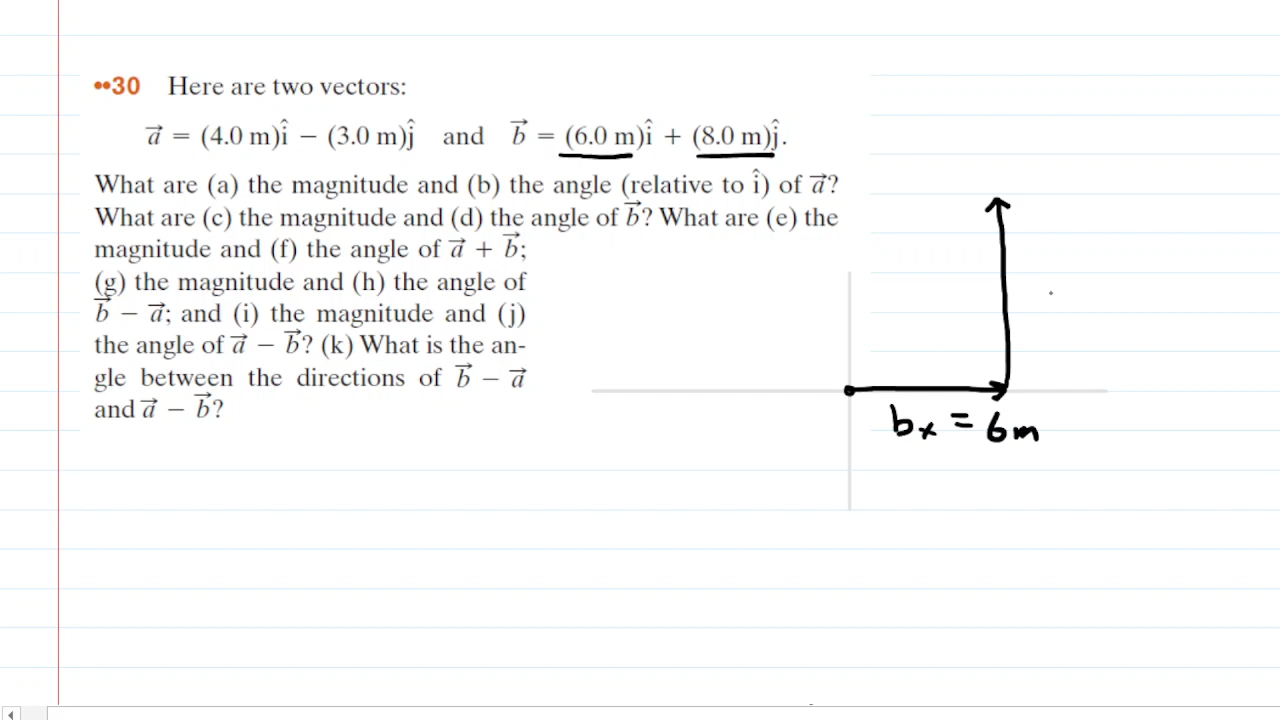 ••30 Here are two vectors:
a⃗ = (4.0 m)î − (3.0 m)ĵ and b⃗ = (6.0 m)î + (8.0 m)ĵ.
What are (a) the magnitude and (b) the angle (relative to î) of a⃗?
What are (c) the magnitude and (d) the angle of b⃗? What are (e) the
magnitude and (f) the angle of a⃗ + b⃗;
(g) the magnitude and (h) the angle of
b⃗ − a⃗; and (i) the magnitude and (j)
the angle of a⃗ − b⃗? (k) What is the an-
gle between the directions of b⃗ − a⃗
and a⃗ − b⃗?
bx = 6m